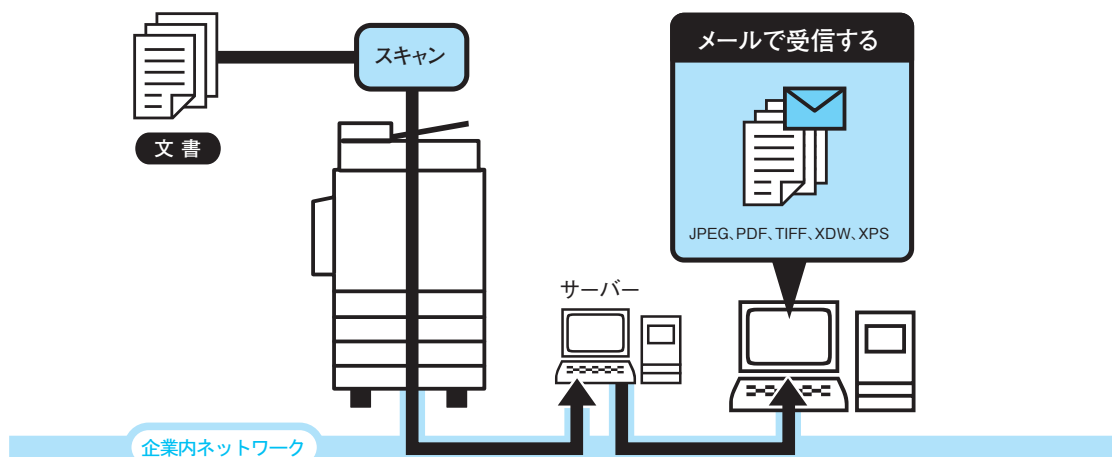 メールで受信する
スキャン
文書
JPEG、PDF、TIFF、XDW、XPS
サーバー
企業内ネットワーク